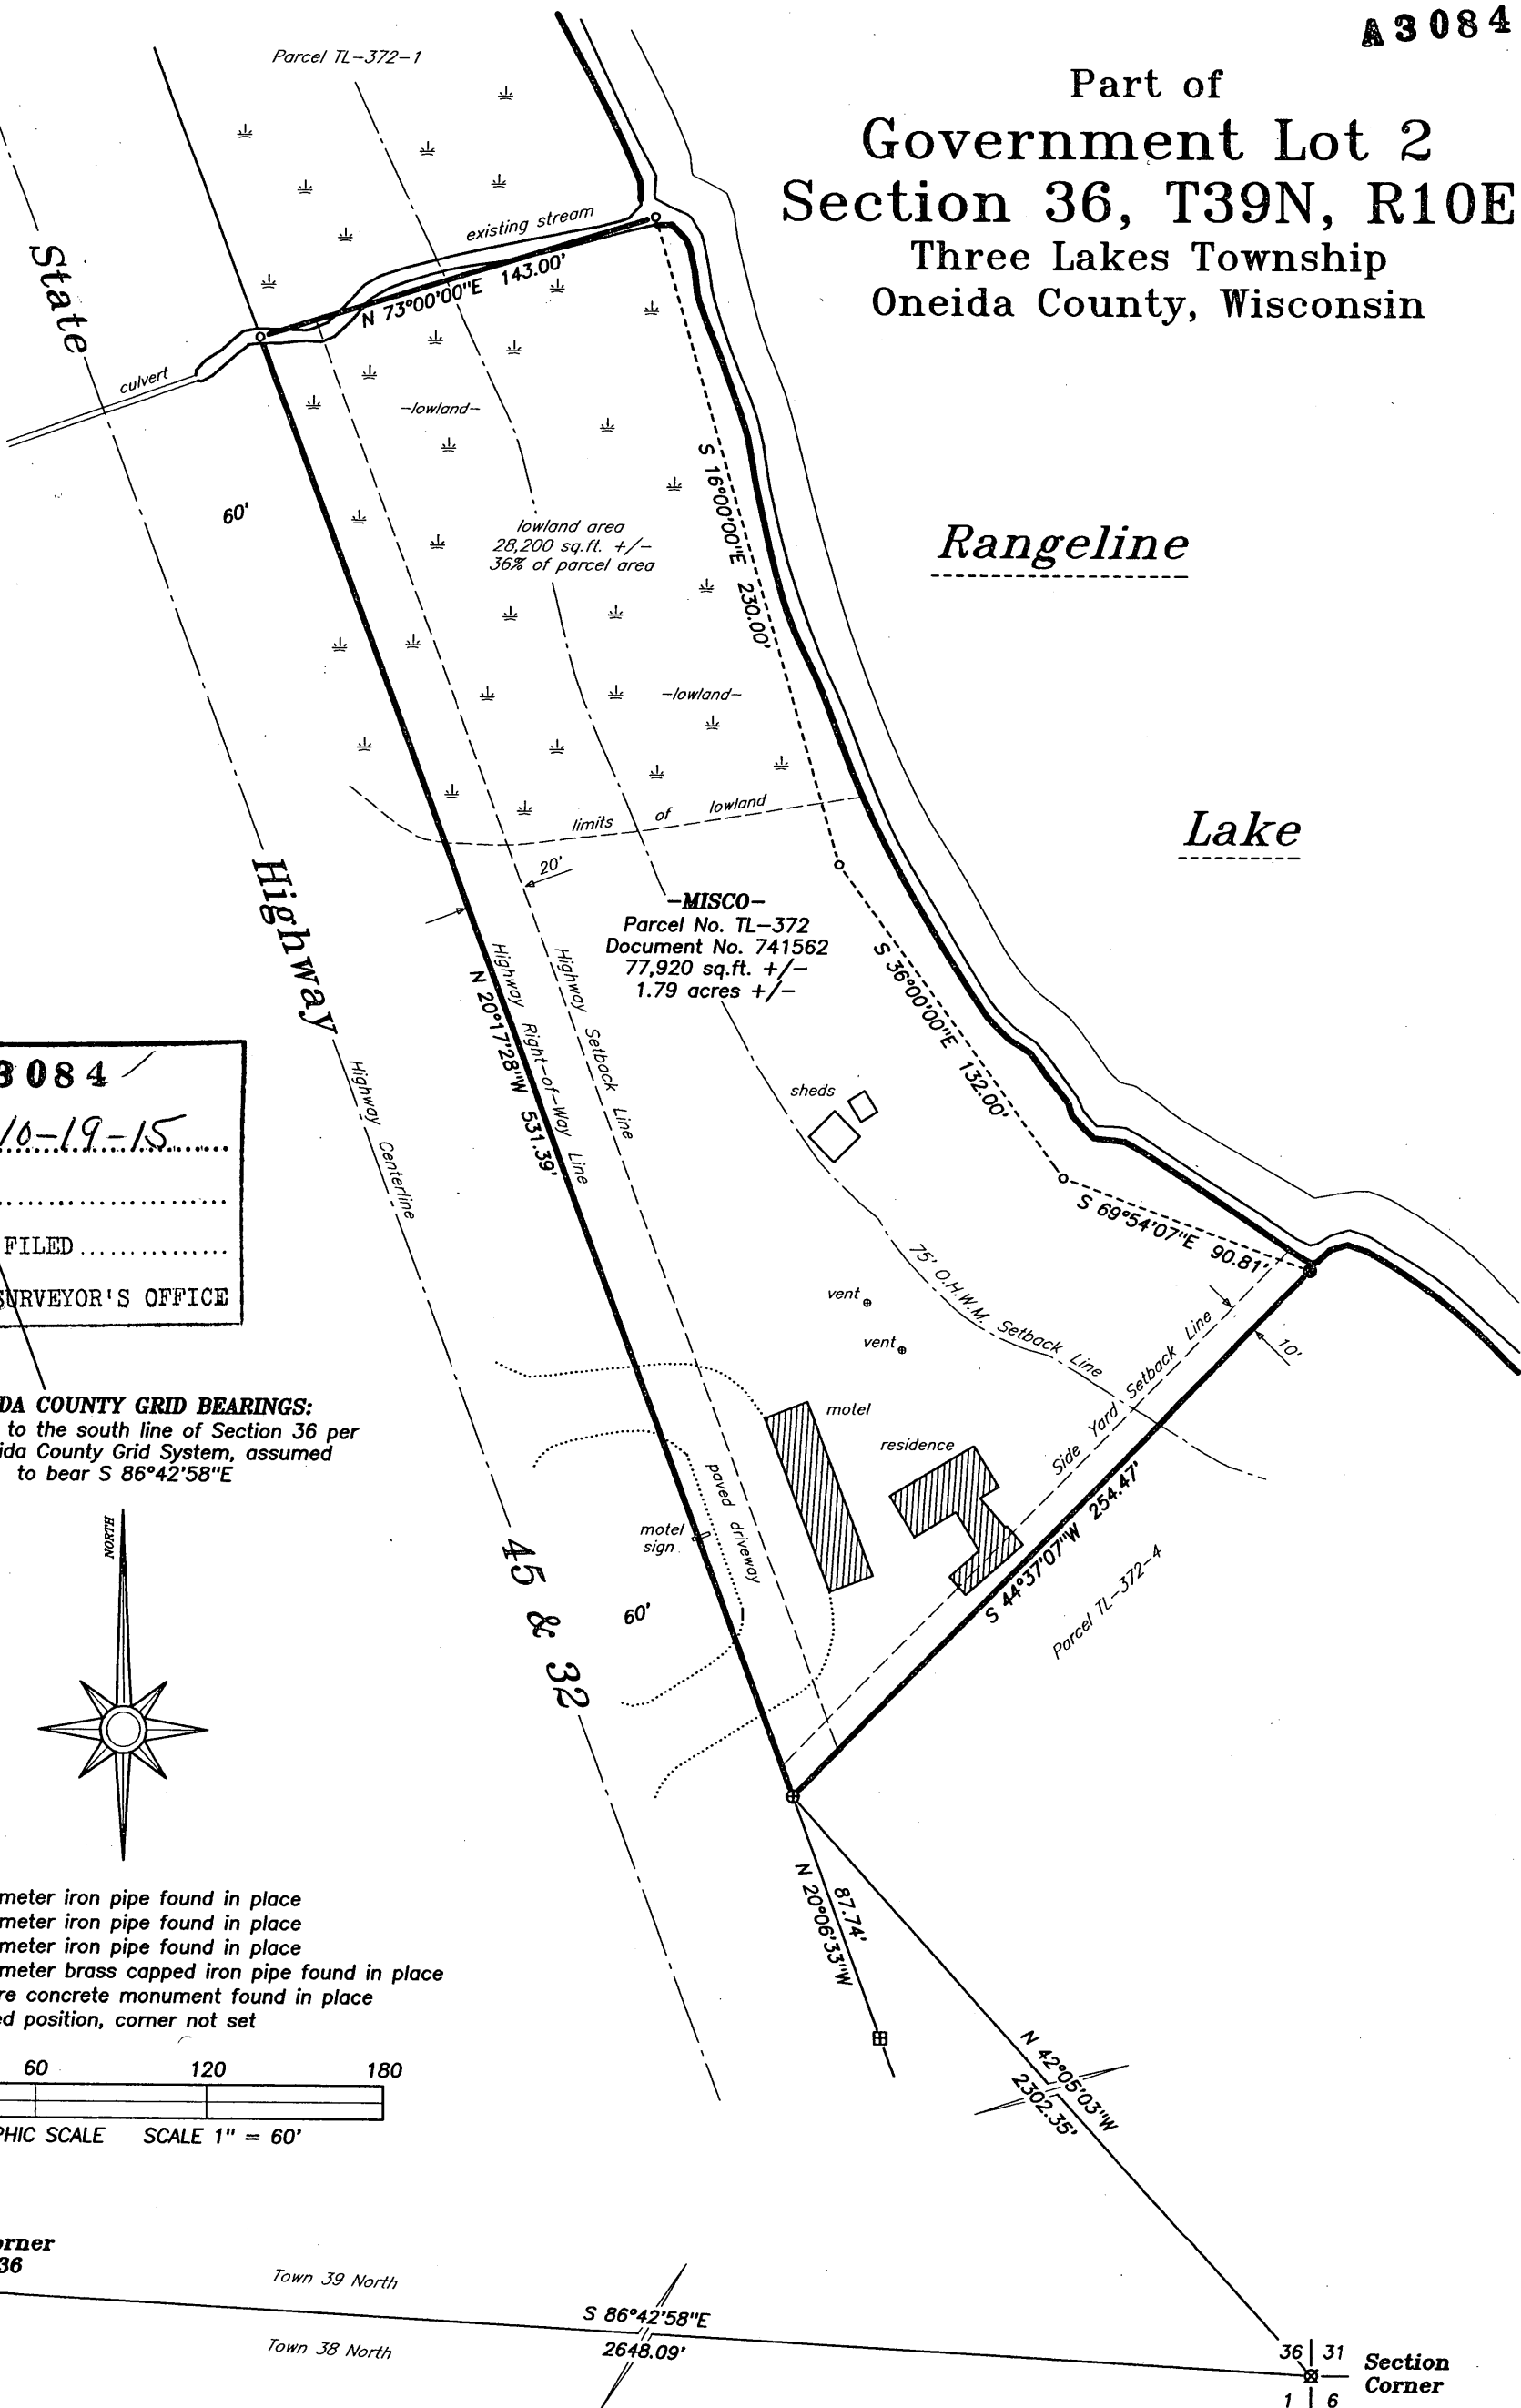 A3084
Part of
Government Lot 2
Section 36, T39N, R10E
Three Lakes Township
Oneida County, Wisconsin
Parcel TL-372-1
existing stream
N 73°00'00"E 143.00'
State
culvert
-lowland-
60'
lowland area
28,200 sq.ft. +/-
36% of parcel area
S 16°00'00"E 230.00'
Rangeline
-lowland-
limits of lowland
Lake
20'
Highway
-MISCO-
Parcel No. TL-372
Document No. 741562
77,920 sq.ft. +/-
1.79 acres +/-
S 36°00'00"E 132.00'
Highway Right-of-Way Line
N 20°17'28"W 531.39'
Highway Setback Line
Highway Centerline
sheds
3084
10-19-15
FILED
SURVEYOR'S OFFICE
S 69°54'07"E 90.81'
75' O.H.W.M. Setback Line
vent
vent
10'
Side Yard Setback Line
DA COUNTY GRID BEARINGS:
to the south line of Section 36 per
ida County Grid System, assumed
to bear S 86°42'58"E
motel
residence
paved driveway
motel
sign
S 44°37'07"W 254.47'
Parcel TL-372-4
NORTH
45 & 32
60'
meter iron pipe found in place
meter iron pipe found in place
meter iron pipe found in place
meter brass capped iron pipe found in place
re concrete monument found in place
ed position, corner not set
87.74'
N 20°06'33"W
N 42°05'03"W
2302.35'
60 120 180
PHIC SCALE SCALE 1" = 60'
orner
36
Town 39 North
S 86°42'58"E
Town 38 North
2648.09'
36 31
Section
Corner
1 6